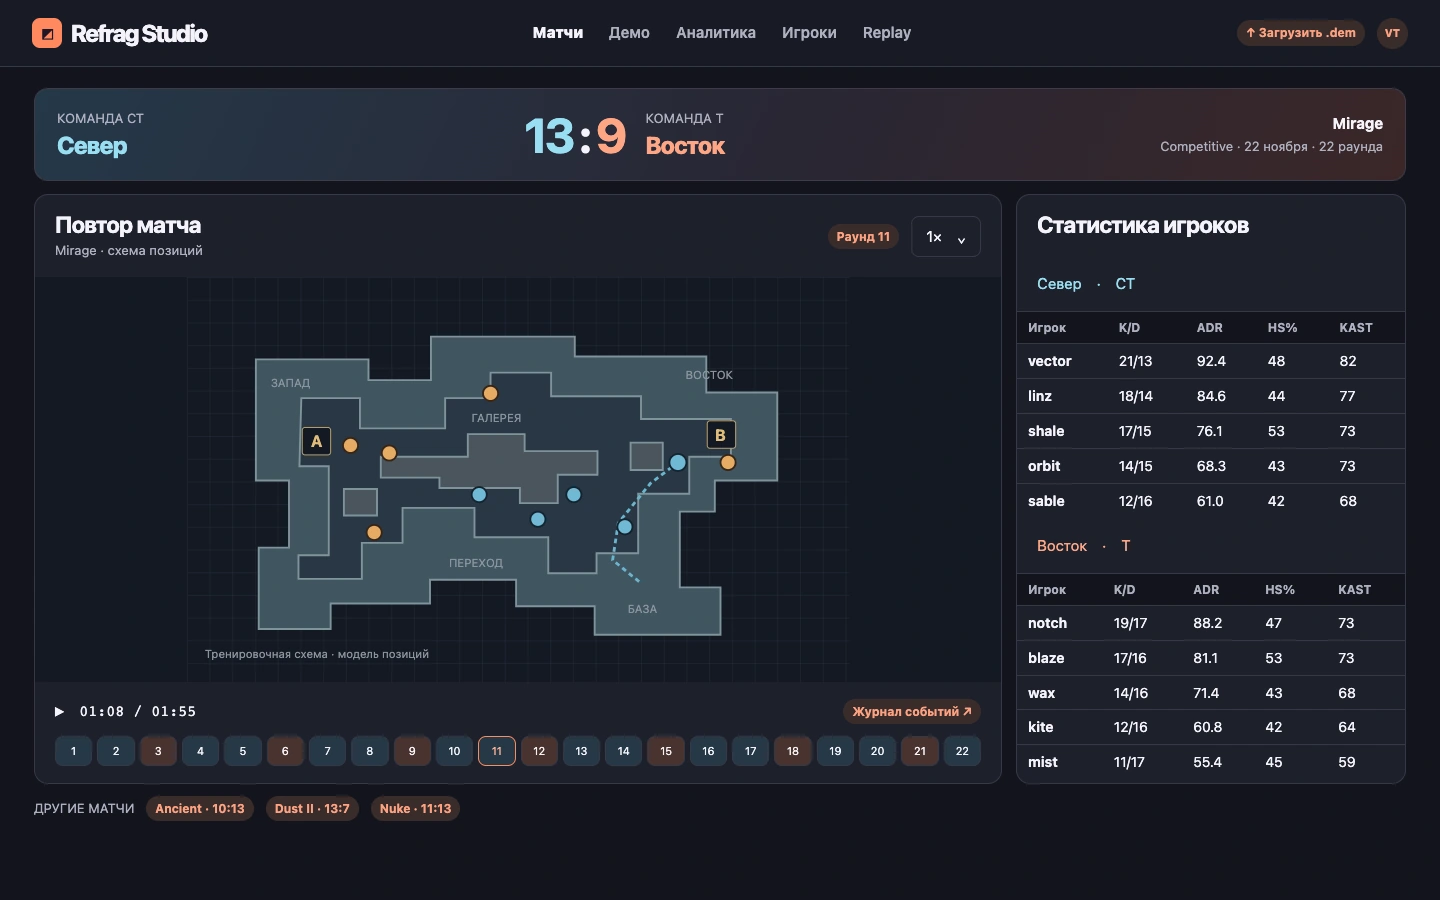 Refrag Studio
Матчи Демо Аналитика Игроки Replay
↑ Загрузить .dem VT
КОМАНДА CT
Север
13:9
КОМАНДА T
Восток
Mirage
Competitive · 22 ноября · 22 раунда
Повтор матча
Mirage · схема позиций
Раунд 11 1×
ЗАПАД
ВОСТОК
ГАЛЕРЕЯ
A
B
ПЕРЕХОД
БАЗА
Тренировочная схема · модель позиций
01:08 / 01:55
Журнал событий ↗
1 2 3 4 5 6 7 8 9 10 11 12 13 14 15 16 17 18 19 20 21 22
Статистика игроков
Север · CT
Игрок K/D ADR HS% KAST
vector 21/13 92.4 48 82
linz 18/14 84.6 44 77
shale 17/15 76.1 53 73
orbit 14/15 68.3 43 73
sable 12/16 61.0 42 68
Восток · T
Игрок K/D ADR HS% KAST
notch 19/17 88.2 47 73
blaze 17/16 81.1 53 73
wax 14/16 71.4 43 68
kite 12/16 60.8 42 64
mist 11/17 55.4 45 59
ДРУГИЕ МАТЧИ Ancient · 10:13 Dust II · 13:7 Nuke · 11:13